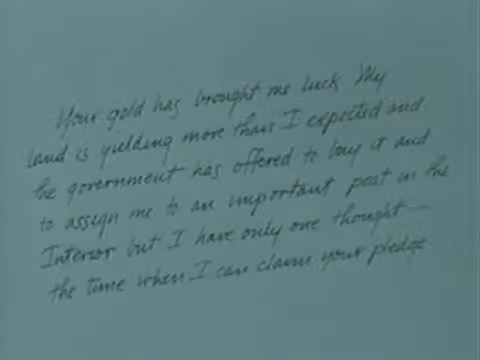 Your gold has brought me luck. My
land is yielding more than I expected and
the government has offered to buy it and
to assign me to an important post in the
Interior but I have only one thought —
the time when I can claim your pledge